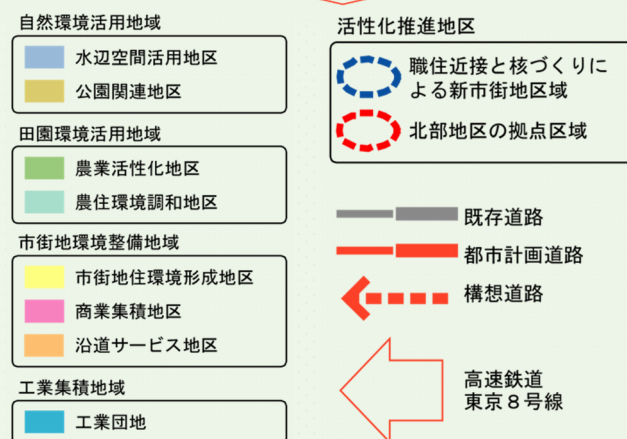 自然環境活用地域
水辺空間活用地区
公園関連地区
田園環境活用地域
農業活性化地区
農住環境調和地区
市街地環境整備地域
市街地住環境形成地区
商業集積地区
沿道サービス地区
工業集積地域
工業団地
活性化推進地区
職住近接と核づくりに
よる新市街地区域
北部地区の拠点区域
既存道路
都市計画道路
構想道路
高速鉄道
東京８号線